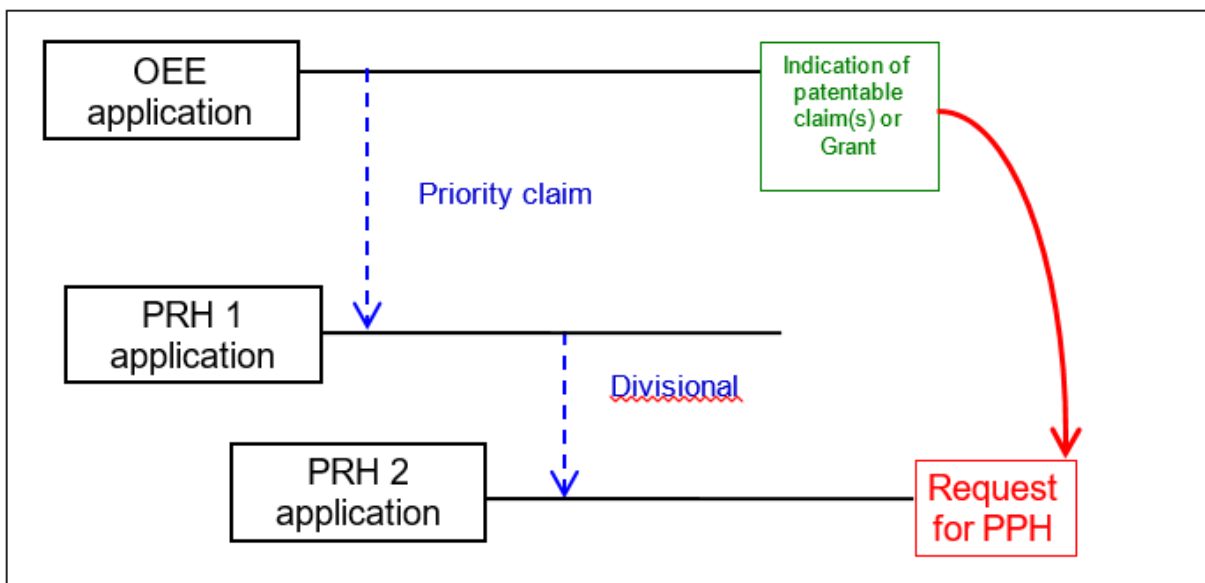 OEE
application
Indication of
patentable
claim(s) or
Grant
Priority claim
PRH 1
application
Divisional
PRH 2
application
Request
for PPH